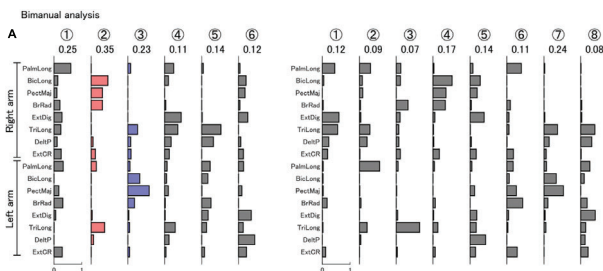 Bimanual analysis
A
① ② ③ ④ ⑤ ⑥ ① ② ③ ④ ⑤ ⑥ ⑦ ⑧
0.25 0.35 0.23 0.11 0.14 0.12 0.12 0.09 0.07 0.17 0.14 0.11 0.24 0.08
Right arm
PalmLong PalmLong
BicLong BicLong
PectMaj PectMaj
BrRad BrRad
ExtDig ExtDig
TriLong TriLong
DeltP DeltP
ExtCR ExtCR
Left arm
PalmLong PalmLong
BicLong BicLong
PectMaj PectMaj
BrRad BrRad
ExtDig ExtDig
TriLong TriLong
DeltP DeltP
ExtCR ExtCR
0 1 0 1